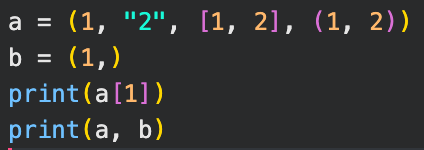 a = (1, "2", [1, 2], (1, 2))
b = (1,)
print(a[1])
print(a, b)